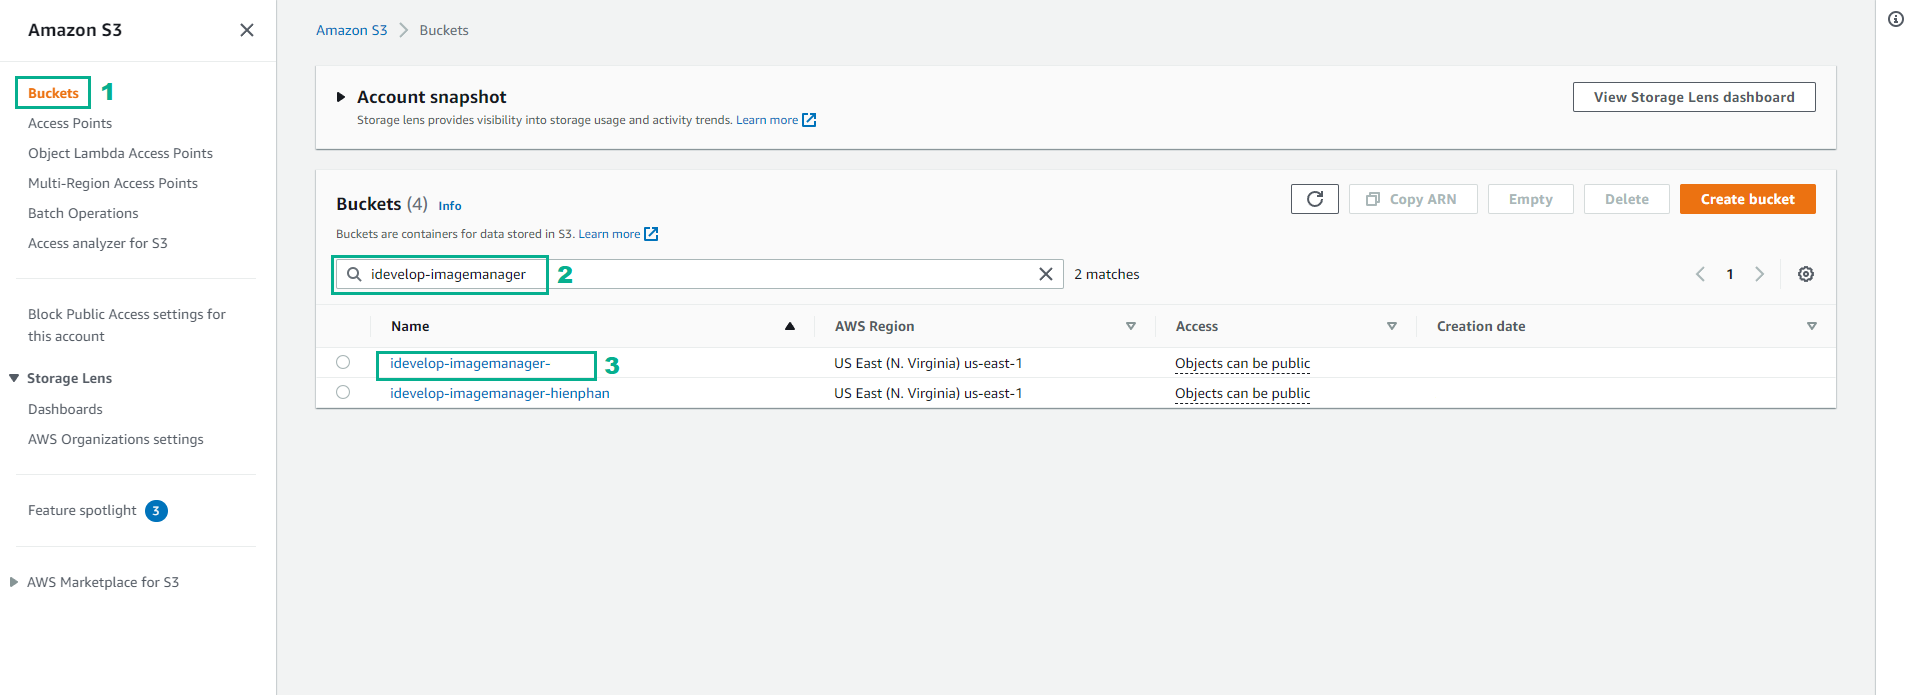 Amazon S3
Buckets 1
Access Points
Object Lambda Access Points
Multi-Region Access Points
Batch Operations
Access analyzer for S3
Block Public Access settings for
this account
Storage Lens
Dashboards
AWS Organizations settings
Feature spotlight 3
AWS Marketplace for S3
Amazon S3 Buckets
Account snapshot
View Storage Lens dashboard
Storage lens provides visibility into storage usage and activity trends. Learn more
Buckets (4) Info
Copy ARN Empty Delete Create bucket
Buckets are containers for data stored in S3. Learn more
idevelop-imagemanager 2 2 matches 1
Name AWS Region Access Creation date
idevelop-imagemanager- 3 US East (N. Virginia) us-east-1 Objects can be public
idevelop-imagemanager-hienphan US East (N. Virginia) us-east-1 Objects can be public